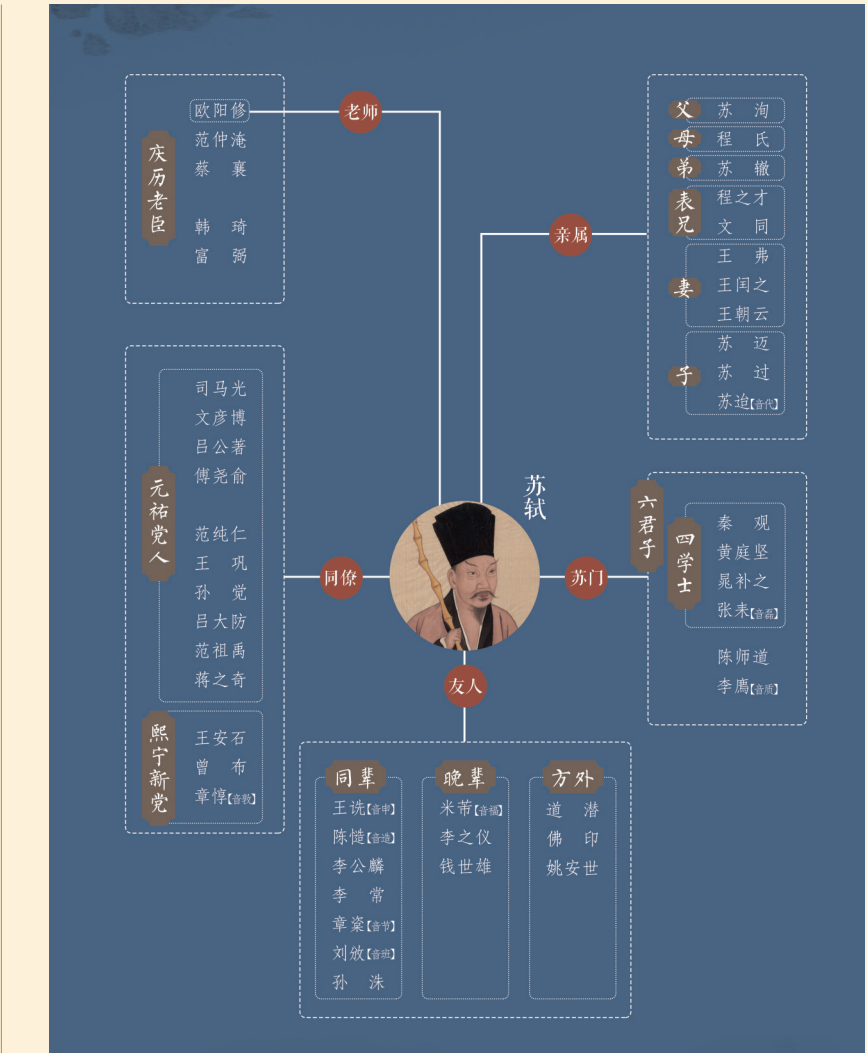 老师
庆历老臣
欧阳修
范仲淹
蔡 襄
韩 琦
富 弼
亲属
父
苏 洵
母
程 氏
弟
苏 辙
表兄
程之才
文 同
妻
王 弗
王闰之
王朝云
子
苏 迈
苏 过
苏迨【音代】
苏轼
同僚
元祐党人
司马光
文彦博
吕公著
傅尧俞
范纯仁
王 巩
孙 觉
吕大防
范祖禹
蒋之奇
熙宁新党
王安石
曾 布
章惇【音敦】
苏门
六君子
四学士
秦 观
黄庭坚
晁补之
张耒【音磊】
陈师道
李廌【音质】
友人
同辈
王诜【音申】
陈慥【音造】
李公麟
李 常
章楶【音节】
刘攽【音班】
孙 洙
晚辈
米芾【音福】
李之仪
钱世雄
方外
道 潜
佛 印
姚安世